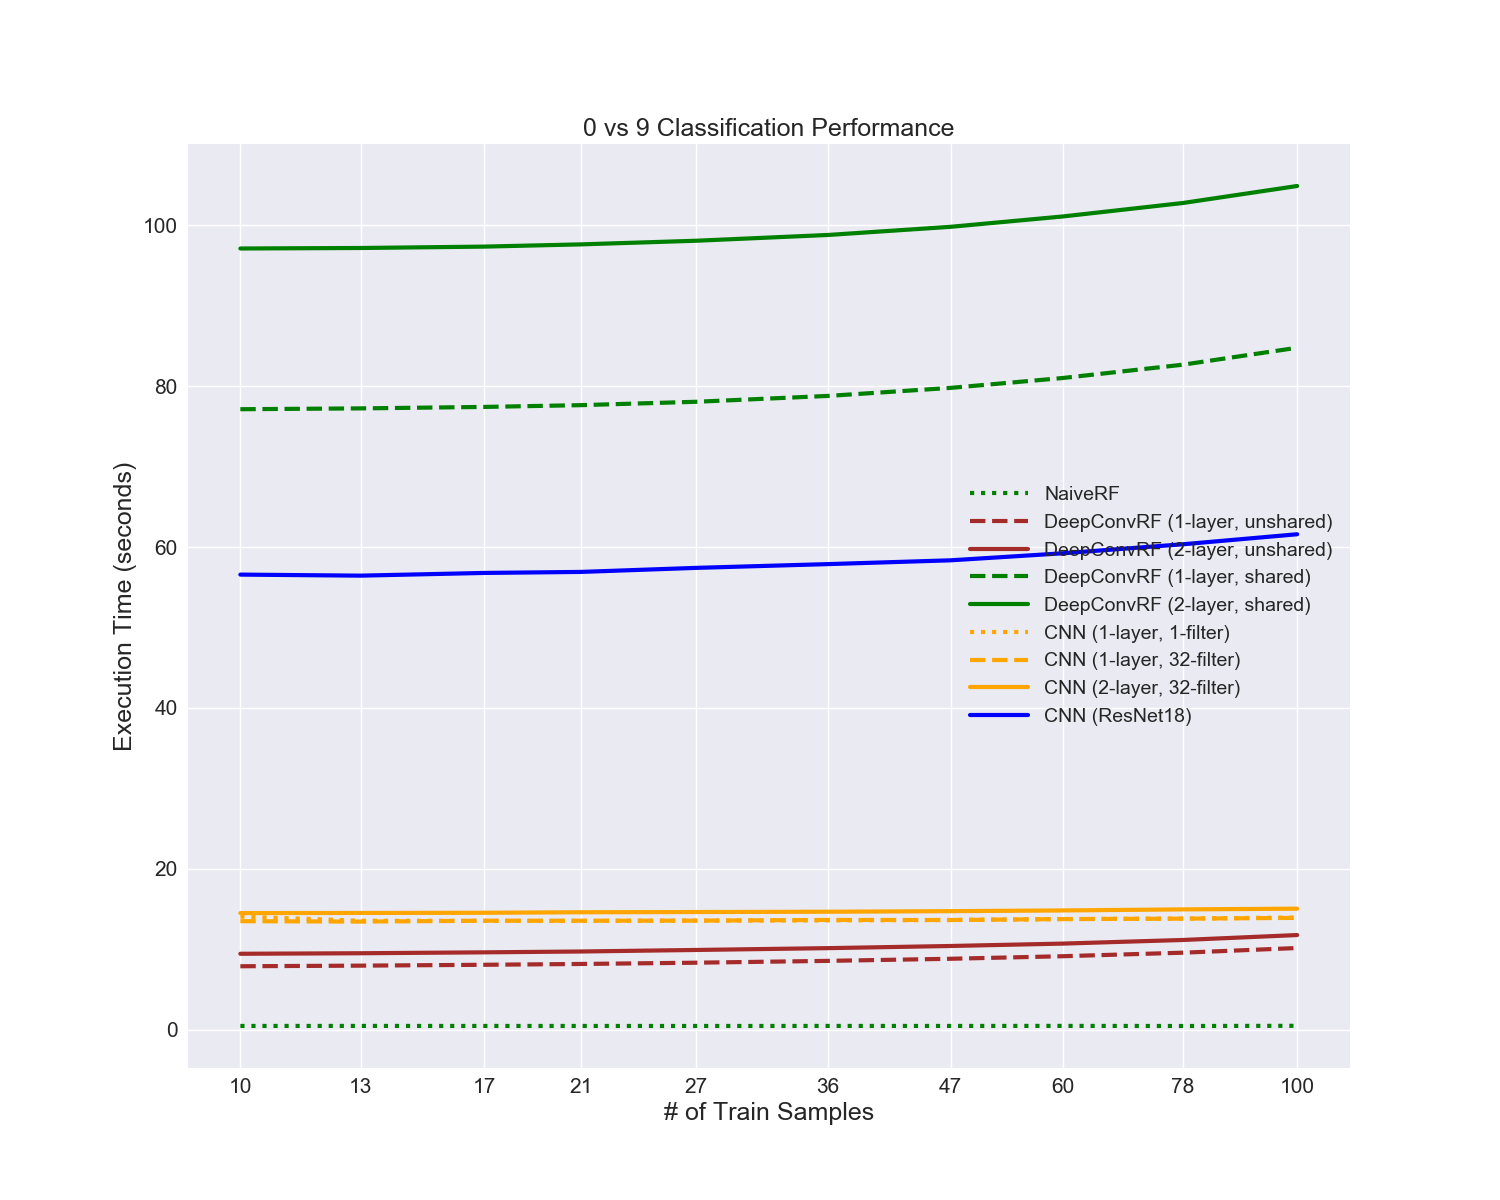 0 vs 9 Classification Performance
Execution Time (seconds)
100
80
60
40
20
0
NaiveRF
DeepConvRF (1-layer, unshared)
DeepConvRF (2-layer, unshared)
DeepConvRF (1-layer, shared)
DeepConvRF (2-layer, shared)
CNN (1-layer, 1-filter)
CNN (1-layer, 32-filter)
CNN (2-layer, 32-filter)
CNN (ResNet18)
10 13 17 21 27 36 47 60 78 100
# of Train Samples